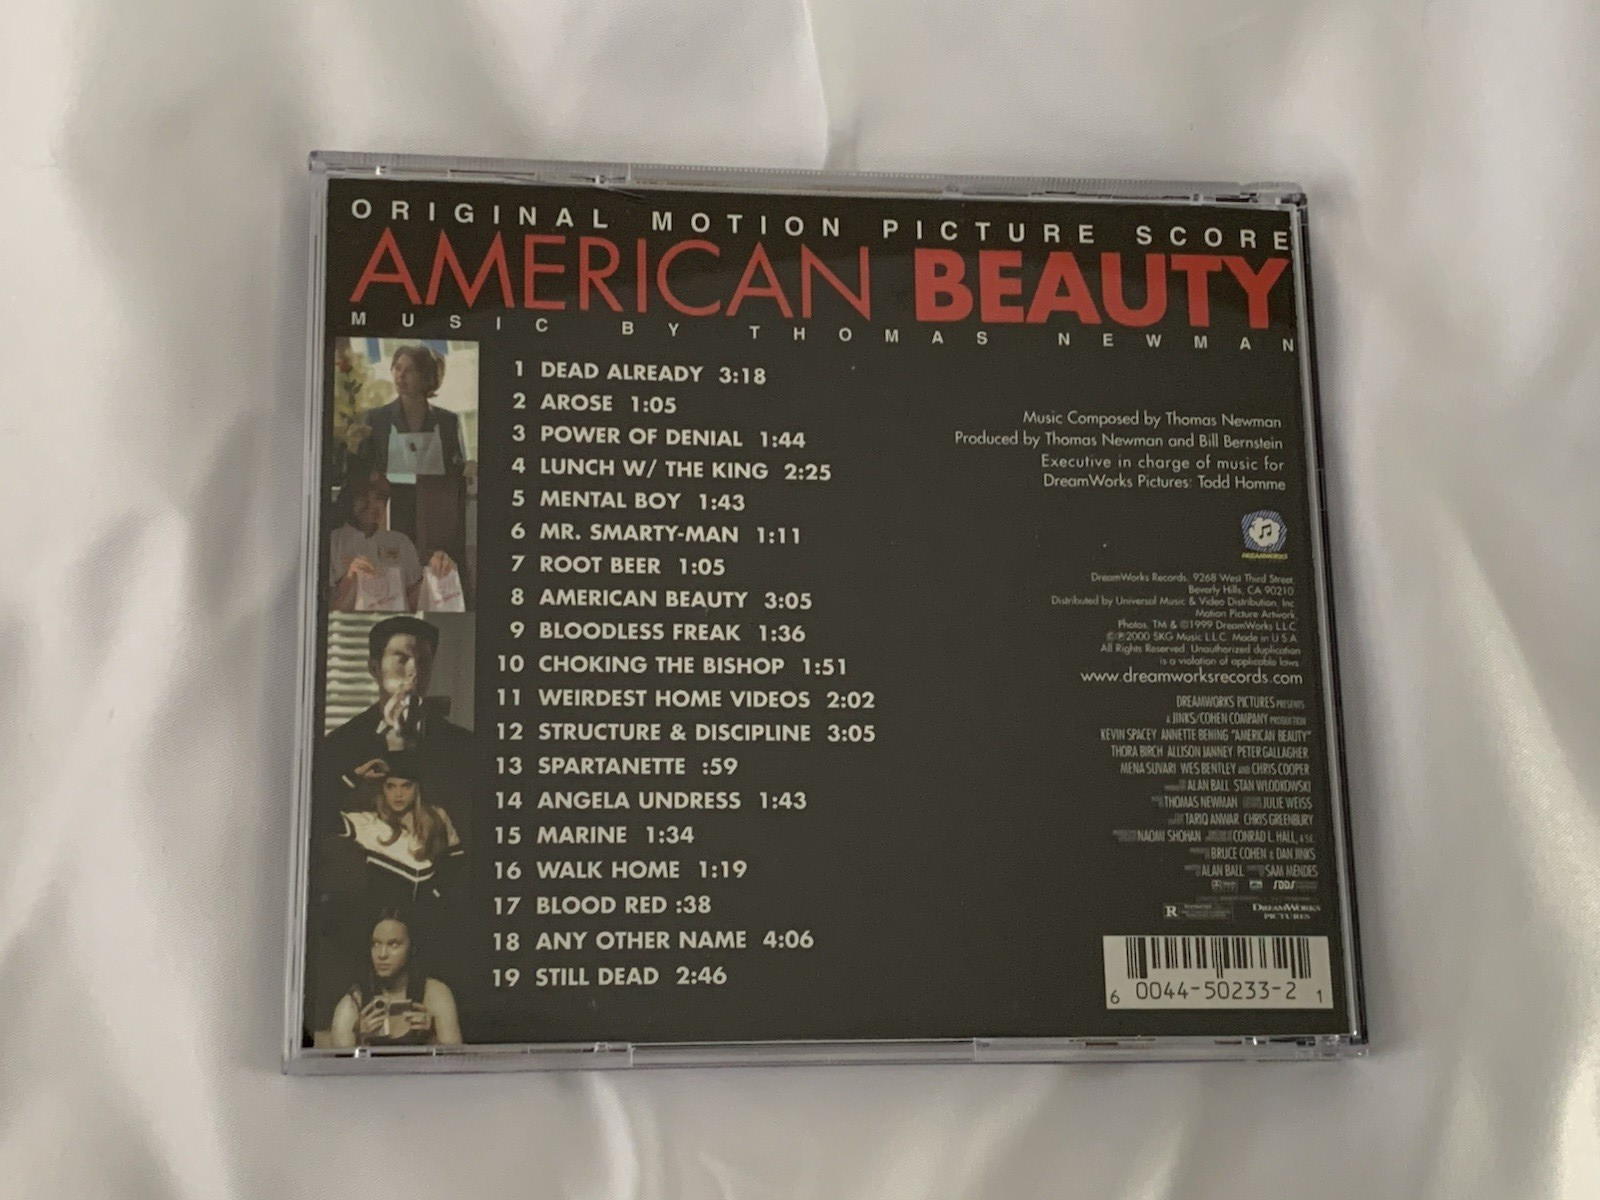 ORIGINAL MOTION PICTURE SCORE
AMERICAN BEAUTY
MUSIC BY THOMAS NEWMAN
1 DEAD ALREADY 3:18
2 AROSE 1:05
3 POWER OF DENIAL 1:44
4 LUNCH W/ THE KING 2:25
5 MENTAL BOY 1:43
6 MR. SMARTY-MAN 1:11
7 ROOT BEER 1:05
8 AMERICAN BEAUTY 3:05
9 BLOODLESS FREAK 1:36
10 CHOKING THE BISHOP 1:51
11 WEIRDEST HOME VIDEOS 2:02
12 STRUCTURE & DISCIPLINE 3:05
13 SPARTANETTE :59
14 ANGELA UNDRESS 1:43
15 MARINE 1:34
16 WALK HOME 1:19
17 BLOOD RED :38
18 ANY OTHER NAME 4:06
19 STILL DEAD 2:46
Music Composed by Thomas Newman
Produced by Thomas Newman and Bill Bernstein
Executive in charge of music for
DreamWorks Pictures: Todd Homme
DREAMWORKS
DreamWorks Records, 9268 West Third Street,
Beverly Hills, CA 90210
Distributed by Universal Music & Video Distribution, Inc.
Motion Picture Artwork,
Photos, TM & ©1999 DreamWorks LLC
©℗2000 SKG Music L.L.C. Made in U.S.A.
All Rights Reserved. Unauthorized duplication
is a violation of applicable laws
www.dreamworksrecords.com
DREAMWORKS PICTURES PRESENTS
A JINKS/COHEN COMPANY PRODUCTION
KEVIN SPACEY ANNETTE BENING "AMERICAN BEAUTY"
THORA BIRCH ALLISON JANNEY PETER GALLAGHER
MENA SUVARI WES BENTLEY AND CHRIS COOPER
ALAN BALL STAN WLODKOWSKI
THOMAS NEWMAN JULIE WEISS
TARIQ ANWAR CHRIS GREENBURY
NAOMI SHOHAN CONRAD L. HALL, A.S.C.
BRUCE COHEN & DAN JINKS
ALAN BALL SAM MENDES
SDDS
R
DREAMWORKS
PICTURES
6 0044-50233-2 1